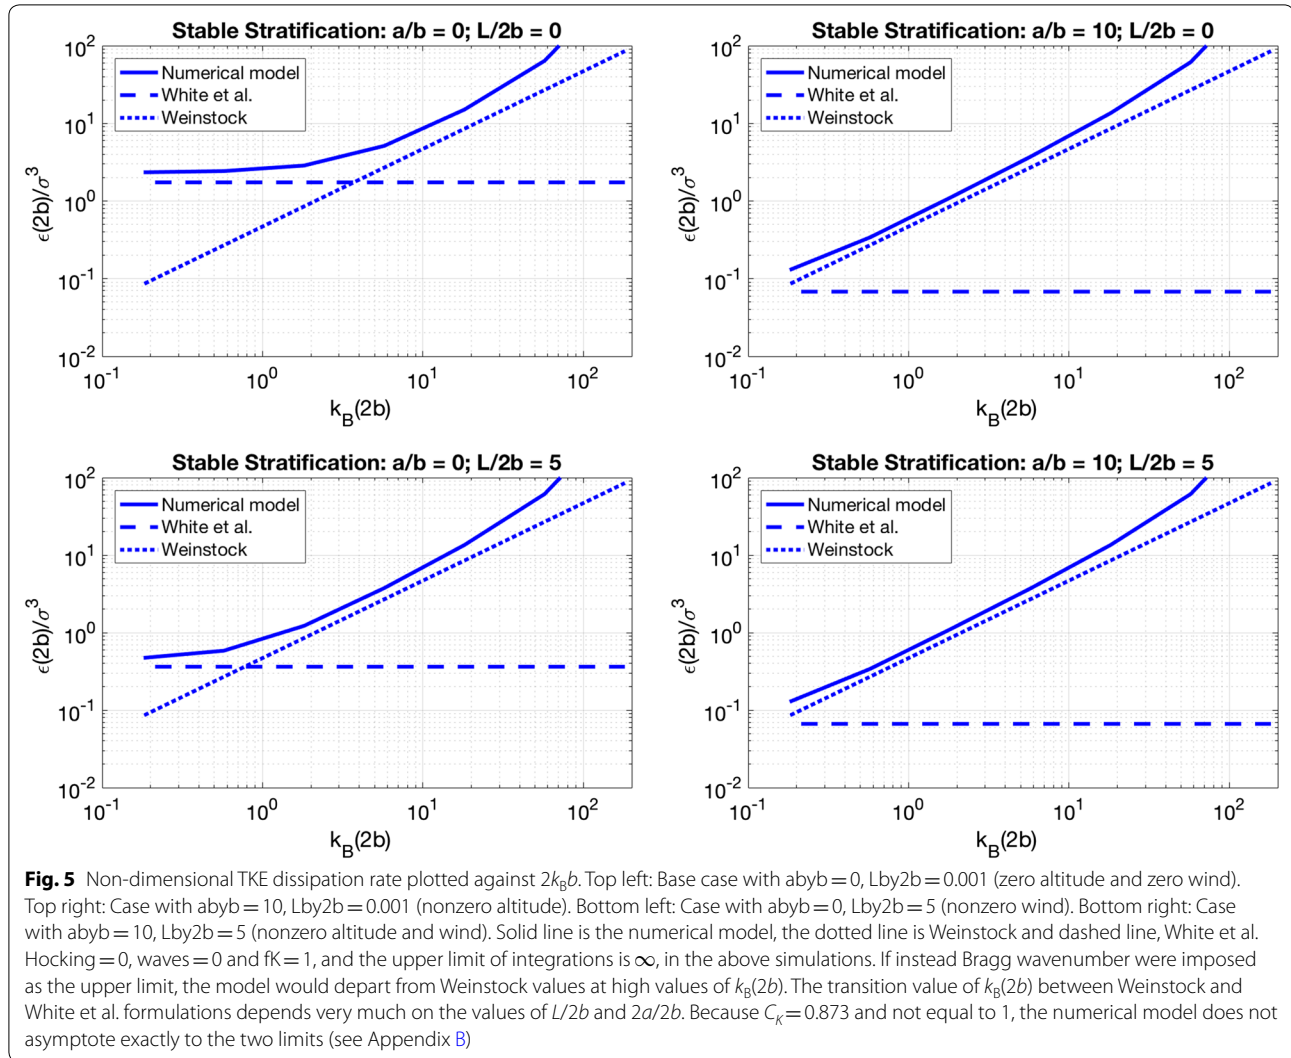 Stable Stratification: a/b = 0; L/2b = 0
10²
10¹
10⁰
10⁻¹
10⁻²
ϵ(2b)/σ³
Numerical model
White et al.
Weinstock
10⁻¹ 10⁰ 10¹ 10²
k_B(2b)
Stable Stratification: a/b = 10; L/2b = 0
10²
10¹
10⁰
10⁻¹
10⁻²
ϵ(2b)/σ³
Numerical model
White et al.
Weinstock
10⁻¹ 10⁰ 10¹ 10²
k_B(2b)
Stable Stratification: a/b = 0; L/2b = 5
10²
10¹
10⁰
10⁻¹
10⁻²
ϵ(2b)/σ³
Numerical model
White et al.
Weinstock
10⁻¹ 10⁰ 10¹ 10²
k_B(2b)
Stable Stratification: a/b = 10; L/2b = 5
10²
10¹
10⁰
10⁻¹
10⁻²
ϵ(2b)/σ³
Numerical model
White et al.
Weinstock
10⁻¹ 10⁰ 10¹ 10²
k_B(2b)
Fig. 5 Non-dimensional TKE dissipation rate plotted against 2k_Bb. Top left: Base case with abyb = 0, Lby2b = 0.001 (zero altitude and zero wind).
Top right: Case with abyb = 10, Lby2b = 0.001 (nonzero altitude). Bottom left: Case with abyb = 0, Lby2b = 5 (nonzero wind). Bottom right: Case
with abyb = 10, Lby2b = 5 (nonzero altitude and wind). Solid line is the numerical model, the dotted line is Weinstock and dashed line, White et al.
Hocking = 0, waves = 0 and fK = 1, and the upper limit of integrations is ∞, in the above simulations. If instead Bragg wavenumber were imposed
as the upper limit, the model would depart from Weinstock values at high values of k_B(2b). The transition value of k_B(2b) between Weinstock and
White et al. formulations depends very much on the values of L/2b and 2a/2b. Because C_K = 0.873 and not equal to 1, the numerical model does not
asymptote exactly to the two limits (see Appendix B)